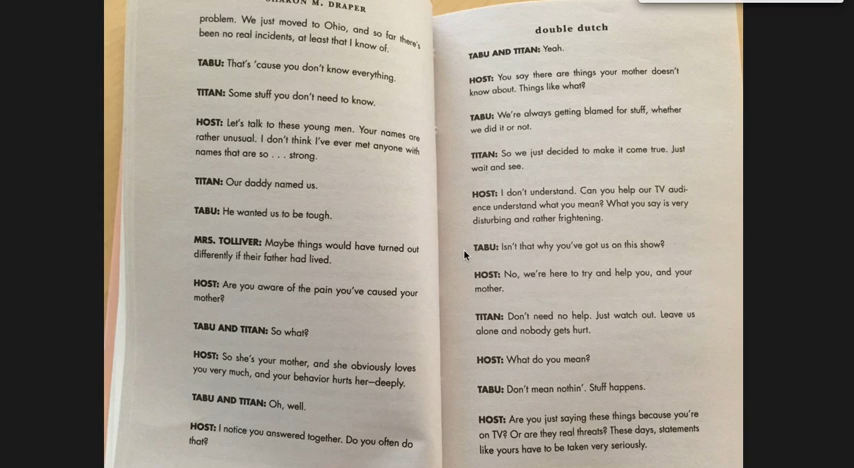 SHARON M. DRAPER
problem. We just moved to Ohio, and so far there's
been no real incidents, at least that I know of.
TABU: That's 'cause you don't know everything.
TITAN: Some stuff you don't need to know.
HOST: Let's talk to these young men. Your names are
rather unusual. I don't think I've ever met anyone with
names that are so . . . strong.
TITAN: Our daddy named us.
TABU: He wanted us to be tough.
MRS. TOLLIVER: Maybe things would have turned out
differently if their father had lived.
HOST: Are you aware of the pain you've caused your
mother?
TABU AND TITAN: So what?
HOST: So she's your mother, and she obviously loves
you very much, and your behavior hurts her—deeply.
TABU AND TITAN: Oh, well.
HOST: I notice you answered together. Do you often do
that?
double dutch
TABU AND TITAN: Yeah.
HOST: You say there are things your mother doesn't
know about. Things like what?
TABU: We're always getting blamed for stuff, whether
we did it or not.
TITAN: So we just decided to make it come true. Just
wait and see.
HOST: I don't understand. Can you help our TV audi-
ence understand what you mean? What you say is very
disturbing and rather frightening.
TABU: Isn't that why you've got us on this show?
HOST: No, we're here to try and help you, and your
mother.
TITAN: Don't need no help. Just watch out. Leave us
alone and nobody gets hurt.
HOST: What do you mean?
TABU: Don't mean nothin'. Stuff happens.
HOST: Are you just saying these things because you're
on TV? Or are they real threats? These days, statements
like yours have to be taken very seriously.